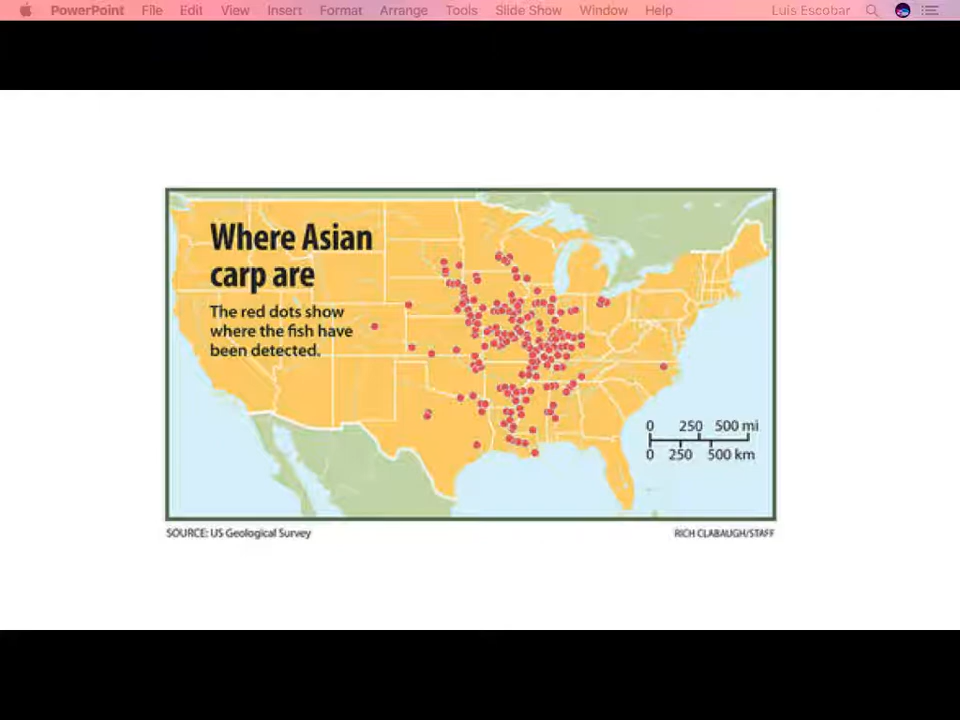 PowerPoint File Edit View Insert Format Arrange Tools Slide Show Window Help Luis Escobar
Where Asian
carp are
The red dots show
where the fish have
been detected.
0 250 500 mi
0 250 500 km
SOURCE: US Geological Survey
RICH CLABAUGH/STAFF